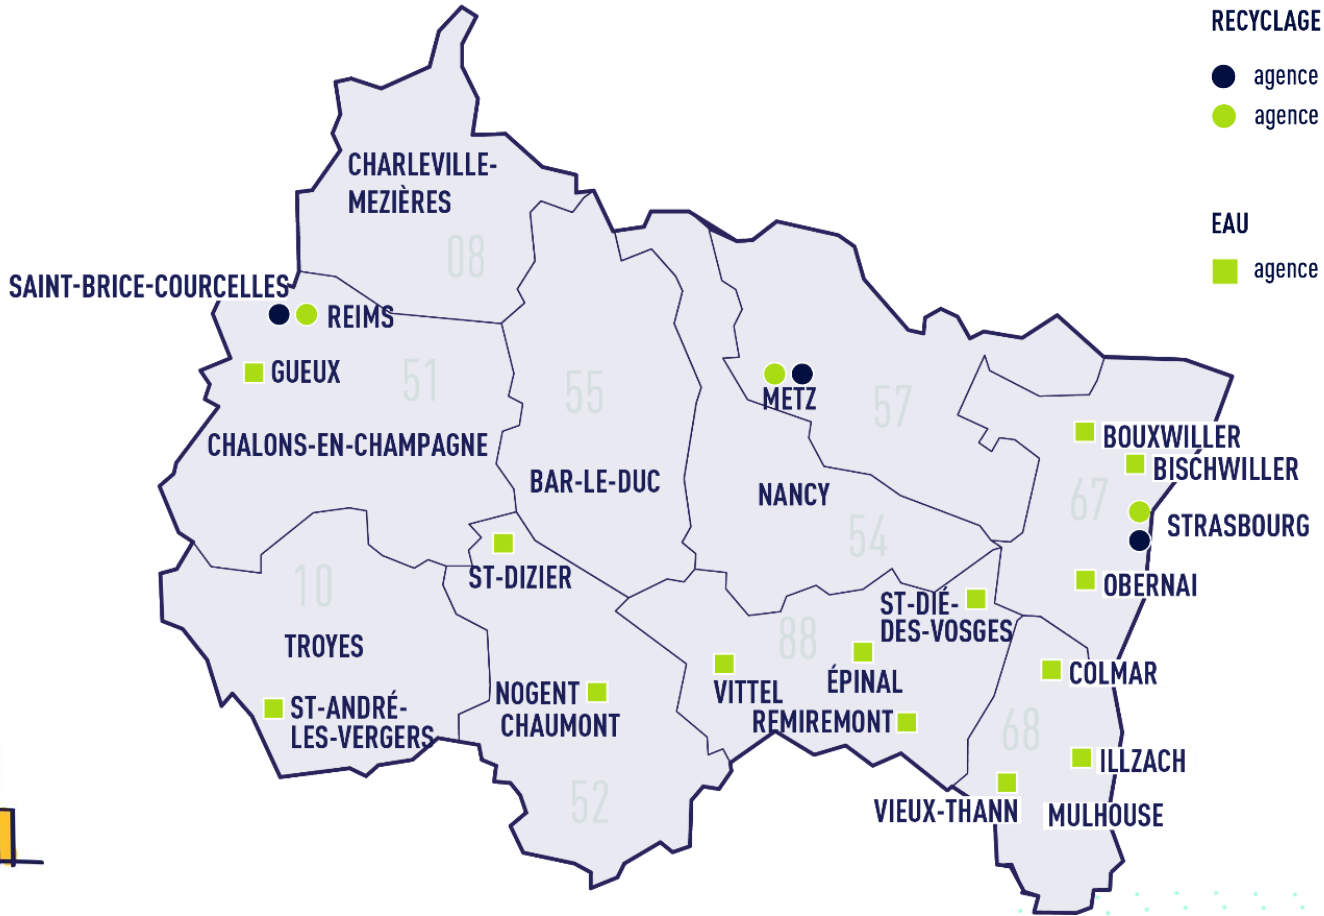 RECYCLAGE
agence
agence
EAU
agence
CHARLEVILLE-
MEZIÈRES
08
SAINT-BRICE-COURCELLES
REIMS
GUEUX
51
CHALONS-EN-CHAMPAGNE
55
BAR-LE-DUC
METZ
57
NANCY
54
BOUXWILLER
BISCHWILLER
67
STRASBOURG
OBERNAI
ST-DIZIER
10
TROYES
ST-ANDRÉ-
LES-VERGERS
NOGENT
CHAUMONT
52
88
ST-DIÉ-
DES-VOSGES
VITTEL
ÉPINAL
REMIREMONT
COLMAR
68
ILLZACH
VIEUX-THANN
MULHOUSE